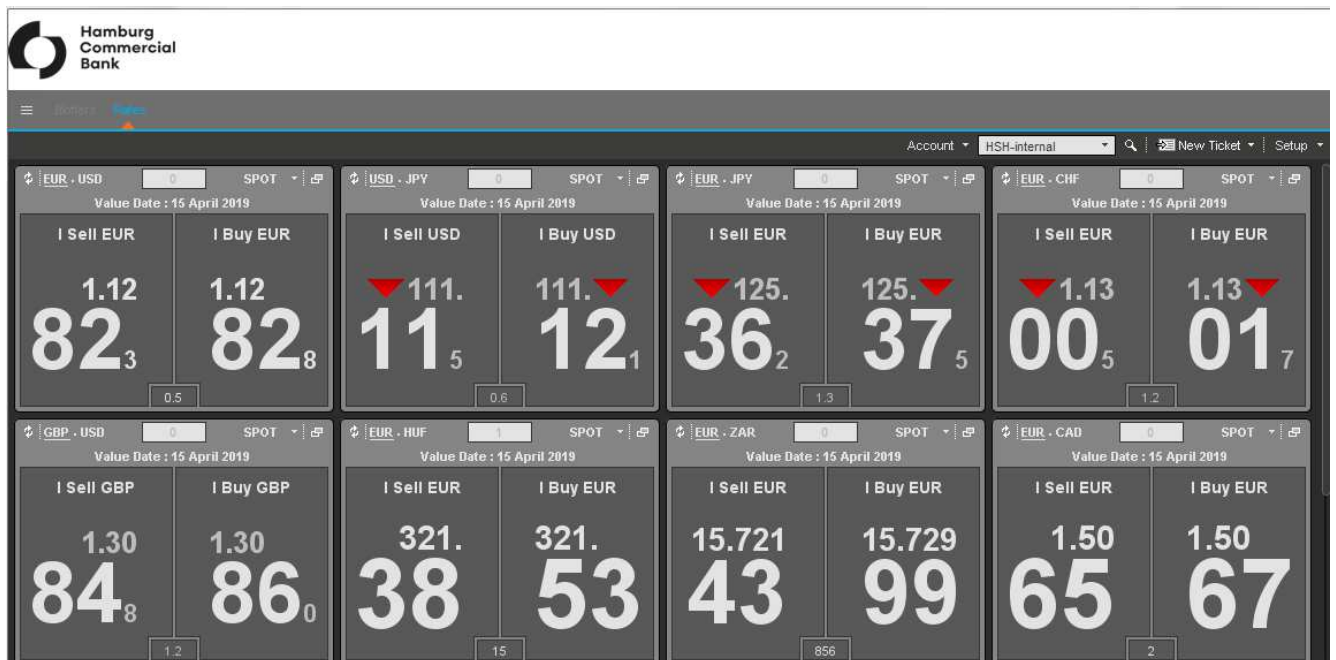 Hamburg
Commercial
Bank
Blotters Rates
Account HSH-internal New Ticket Setup
EUR . USD 0 SPOT USD . JPY 0 SPOT EUR . JPY 0 SPOT EUR . CHF 0 SPOT
Value Date : 15 April 2019 Value Date : 15 April 2019 Value Date : 15 April 2019 Value Date : 15 April 2019
I Sell EUR I Buy EUR I Sell USD I Buy USD I Sell EUR I Buy EUR I Sell EUR I Buy EUR
1.12 1.12 111. 111. 125. 125. 1.13 1.13
82 3 82 8 11 5 12 1 36 2 37 5 00 5 01 7
0.5 0.6 1.3 1.2
GBP . USD 0 SPOT EUR . HUF 1 SPOT EUR . ZAR 0 SPOT EUR . CAD 0 SPOT
Value Date : 15 April 2019 Value Date : 15 April 2019 Value Date : 15 April 2019 Value Date : 15 April 2019
I Sell GBP I Buy GBP I Sell EUR I Buy EUR I Sell EUR I Buy EUR I Sell EUR I Buy EUR
1.30 1.30 321. 321. 15.721 15.729 1.50 1.50
84 8 86 0 38 53 43 99 65 67
1.2 15 856 2